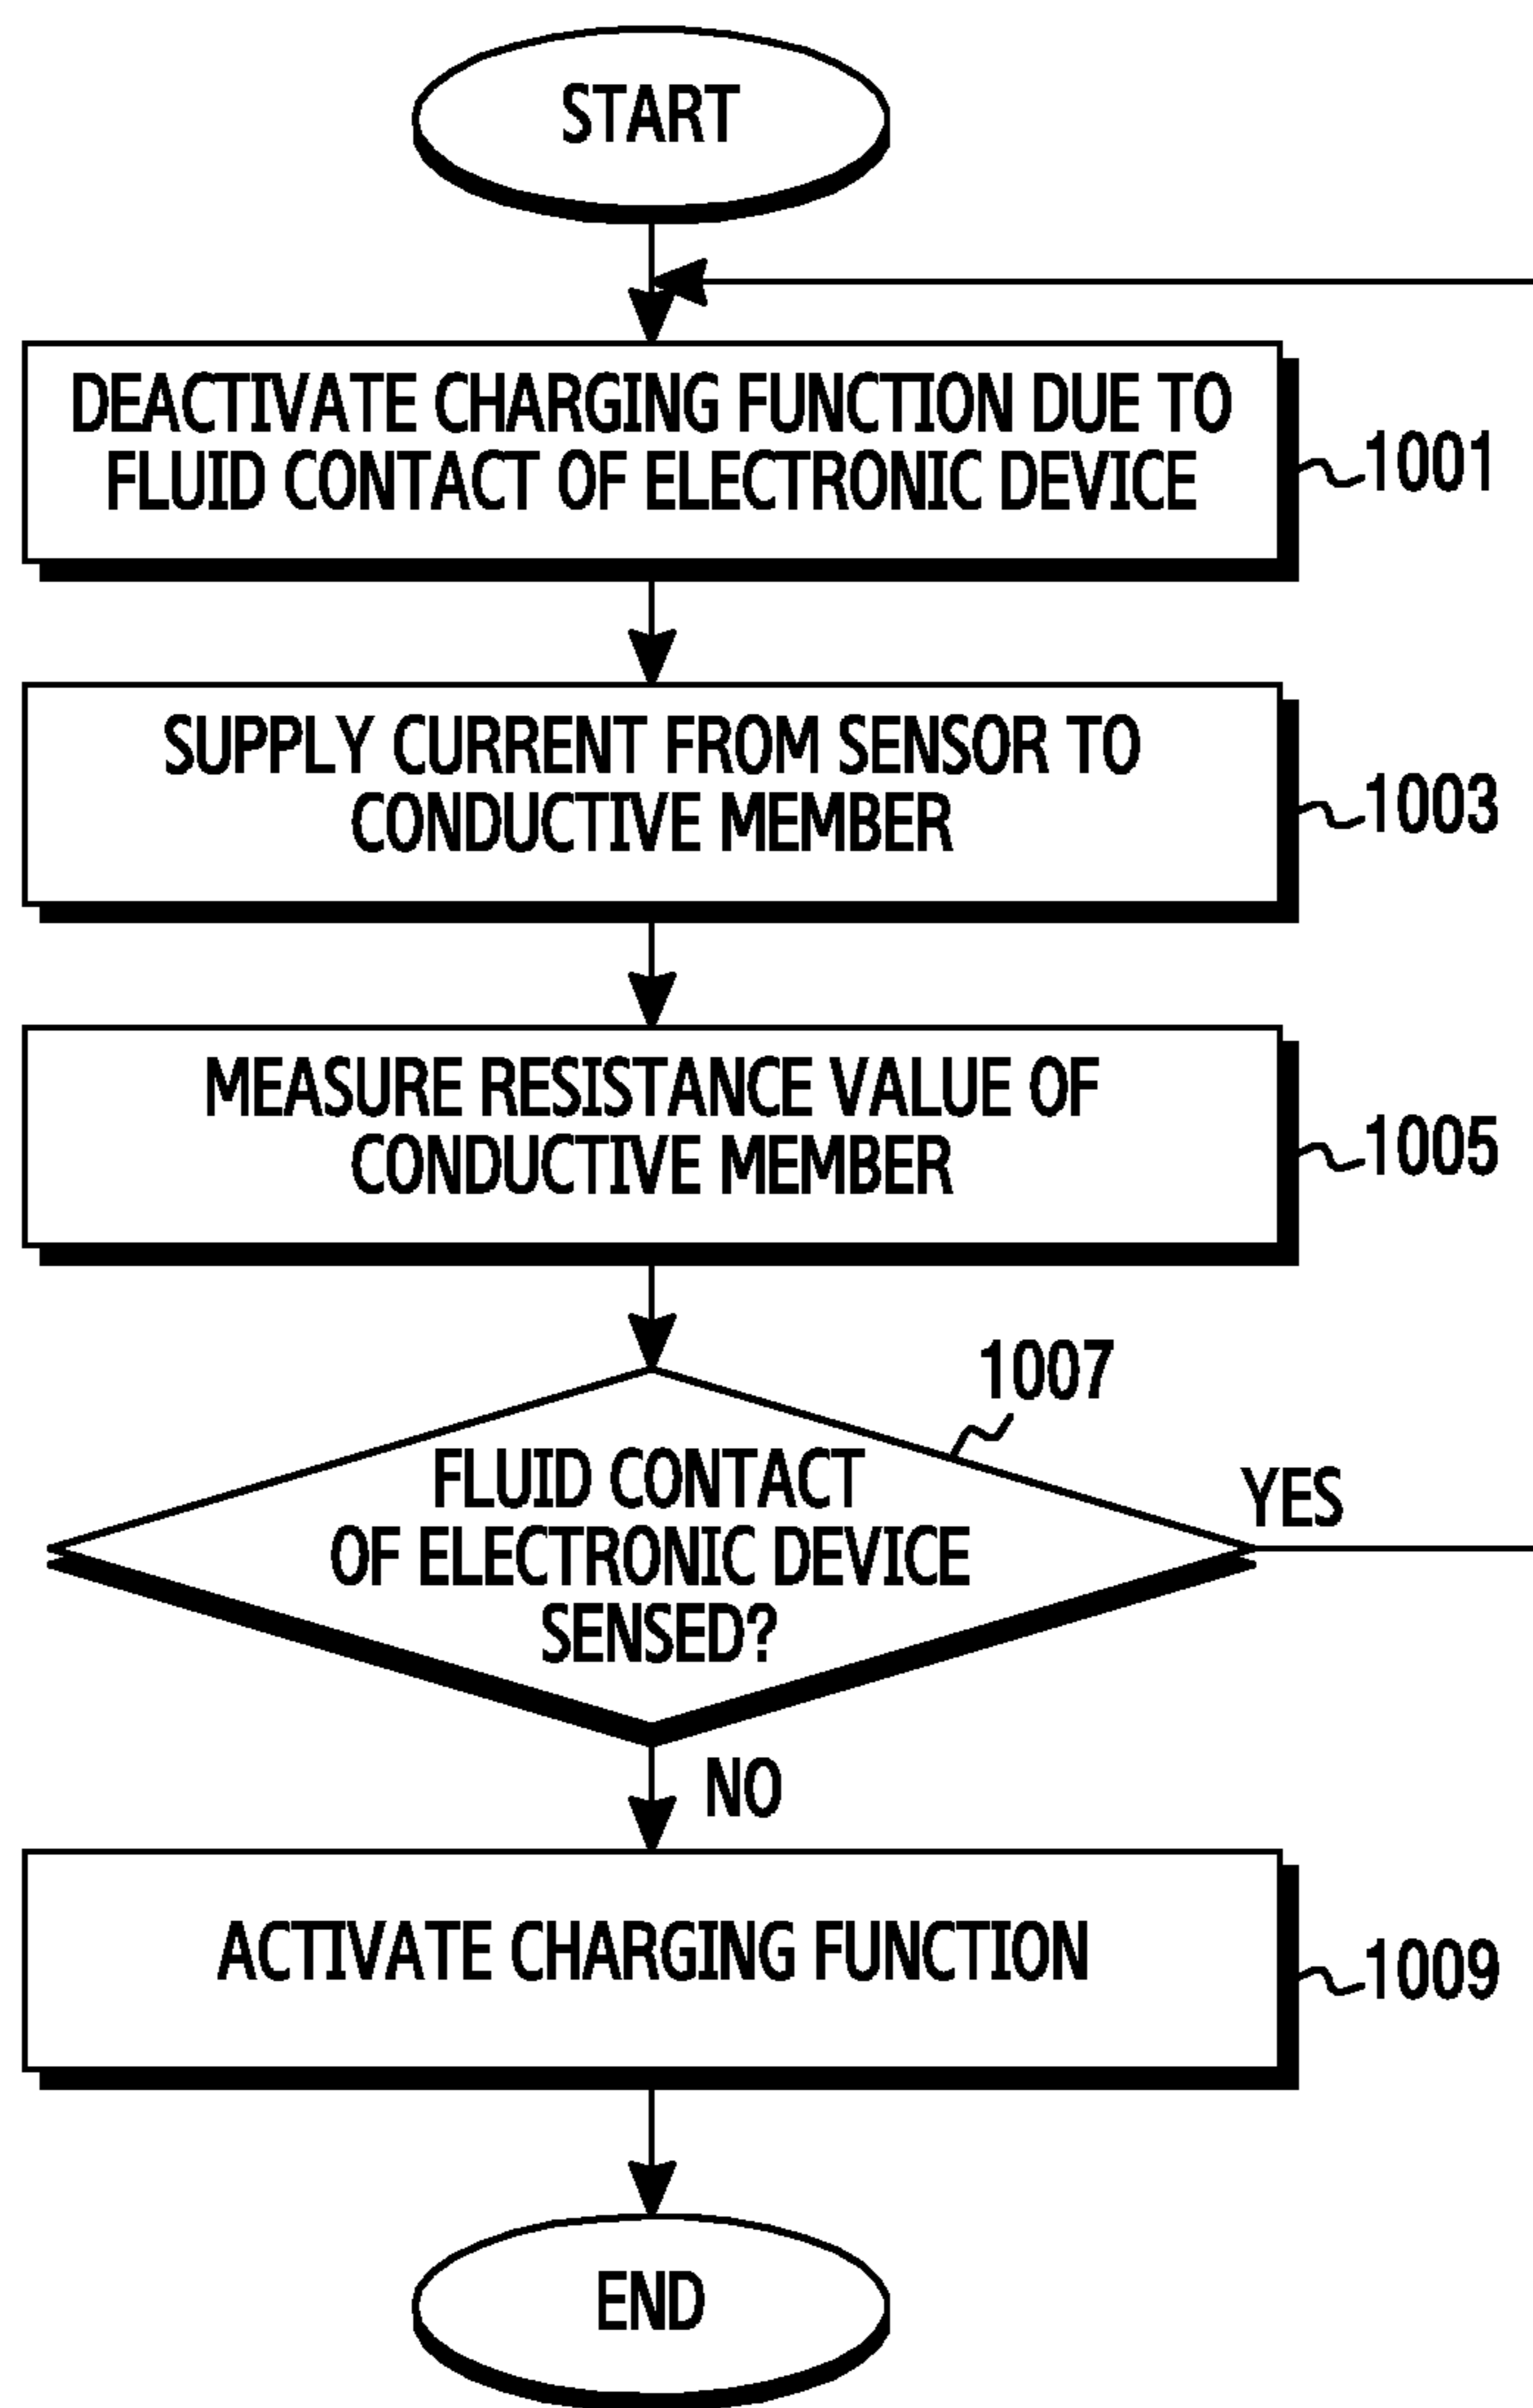 START
DEACTIVATE CHARGING FUNCTION DUE TO
FLUID CONTACT OF ELECTRONIC DEVICE
1001
SUPPLY CURRENT FROM SENSOR TO
CONDUCTIVE MEMBER
1003
MEASURE RESISTANCE VALUE OF
CONDUCTIVE MEMBER
1005
1007
FLUID CONTACT
OF ELECTRONIC DEVICE
SENSED?
YES
NO
ACTIVATE CHARGING FUNCTION
1009
END